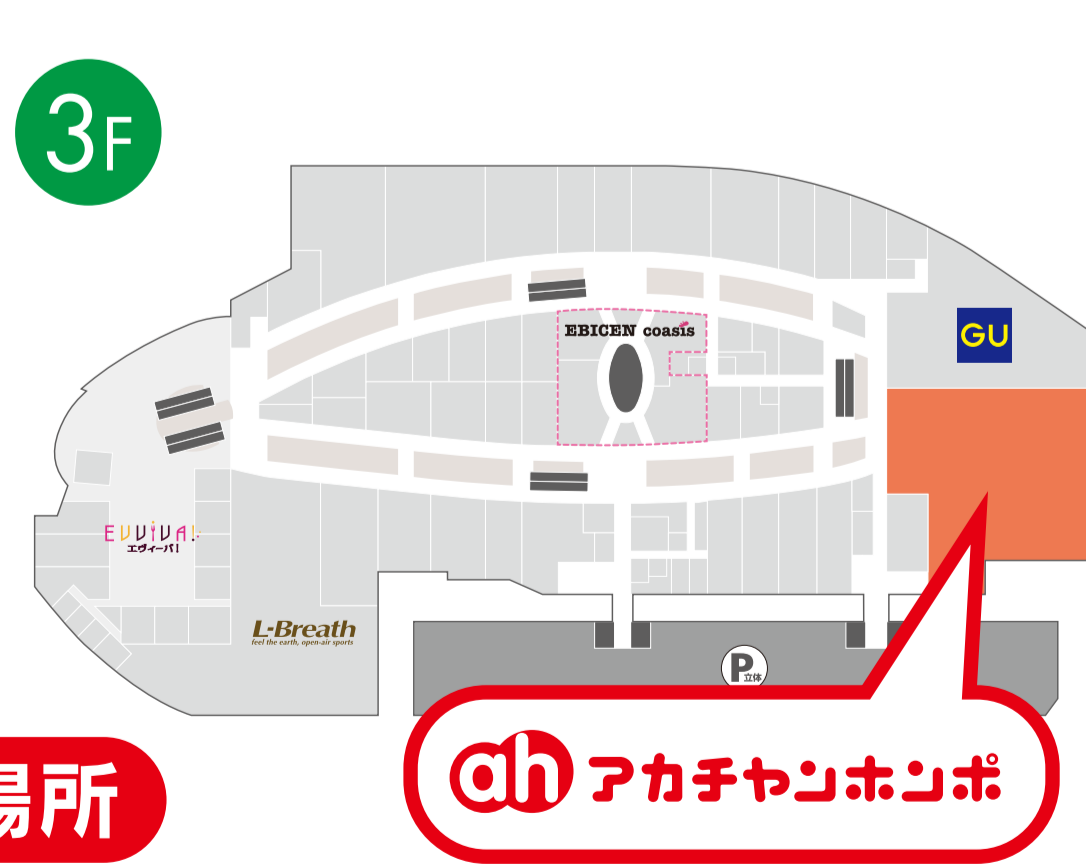 3F
GU
EBICEN coasis
EVVIVA!
エヴィーバ!
L-Breath
feel the earth, open-air sports
P
立体
場所
ah アカチャンホンポ